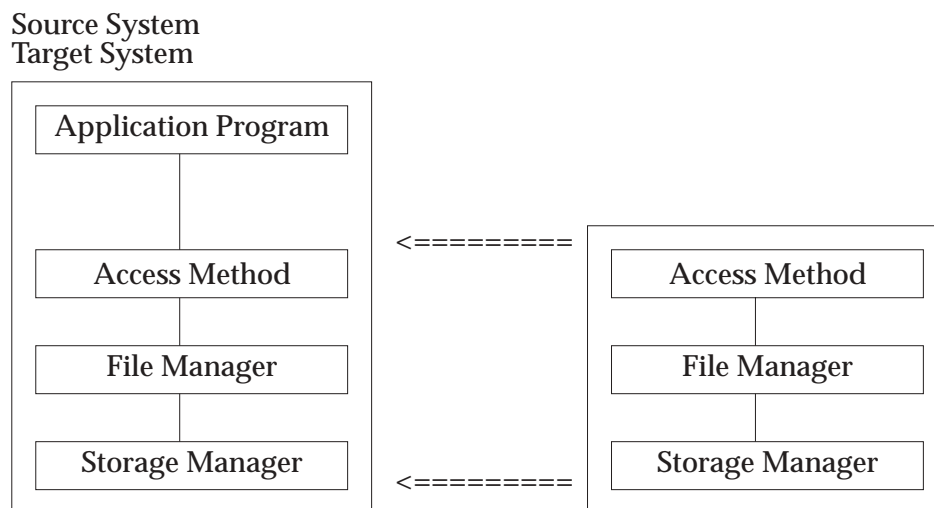 Source System
Target System
Application Program
<=========
Access Method
Access Method
File Manager
File Manager
Storage Manager
Storage Manager
<=========